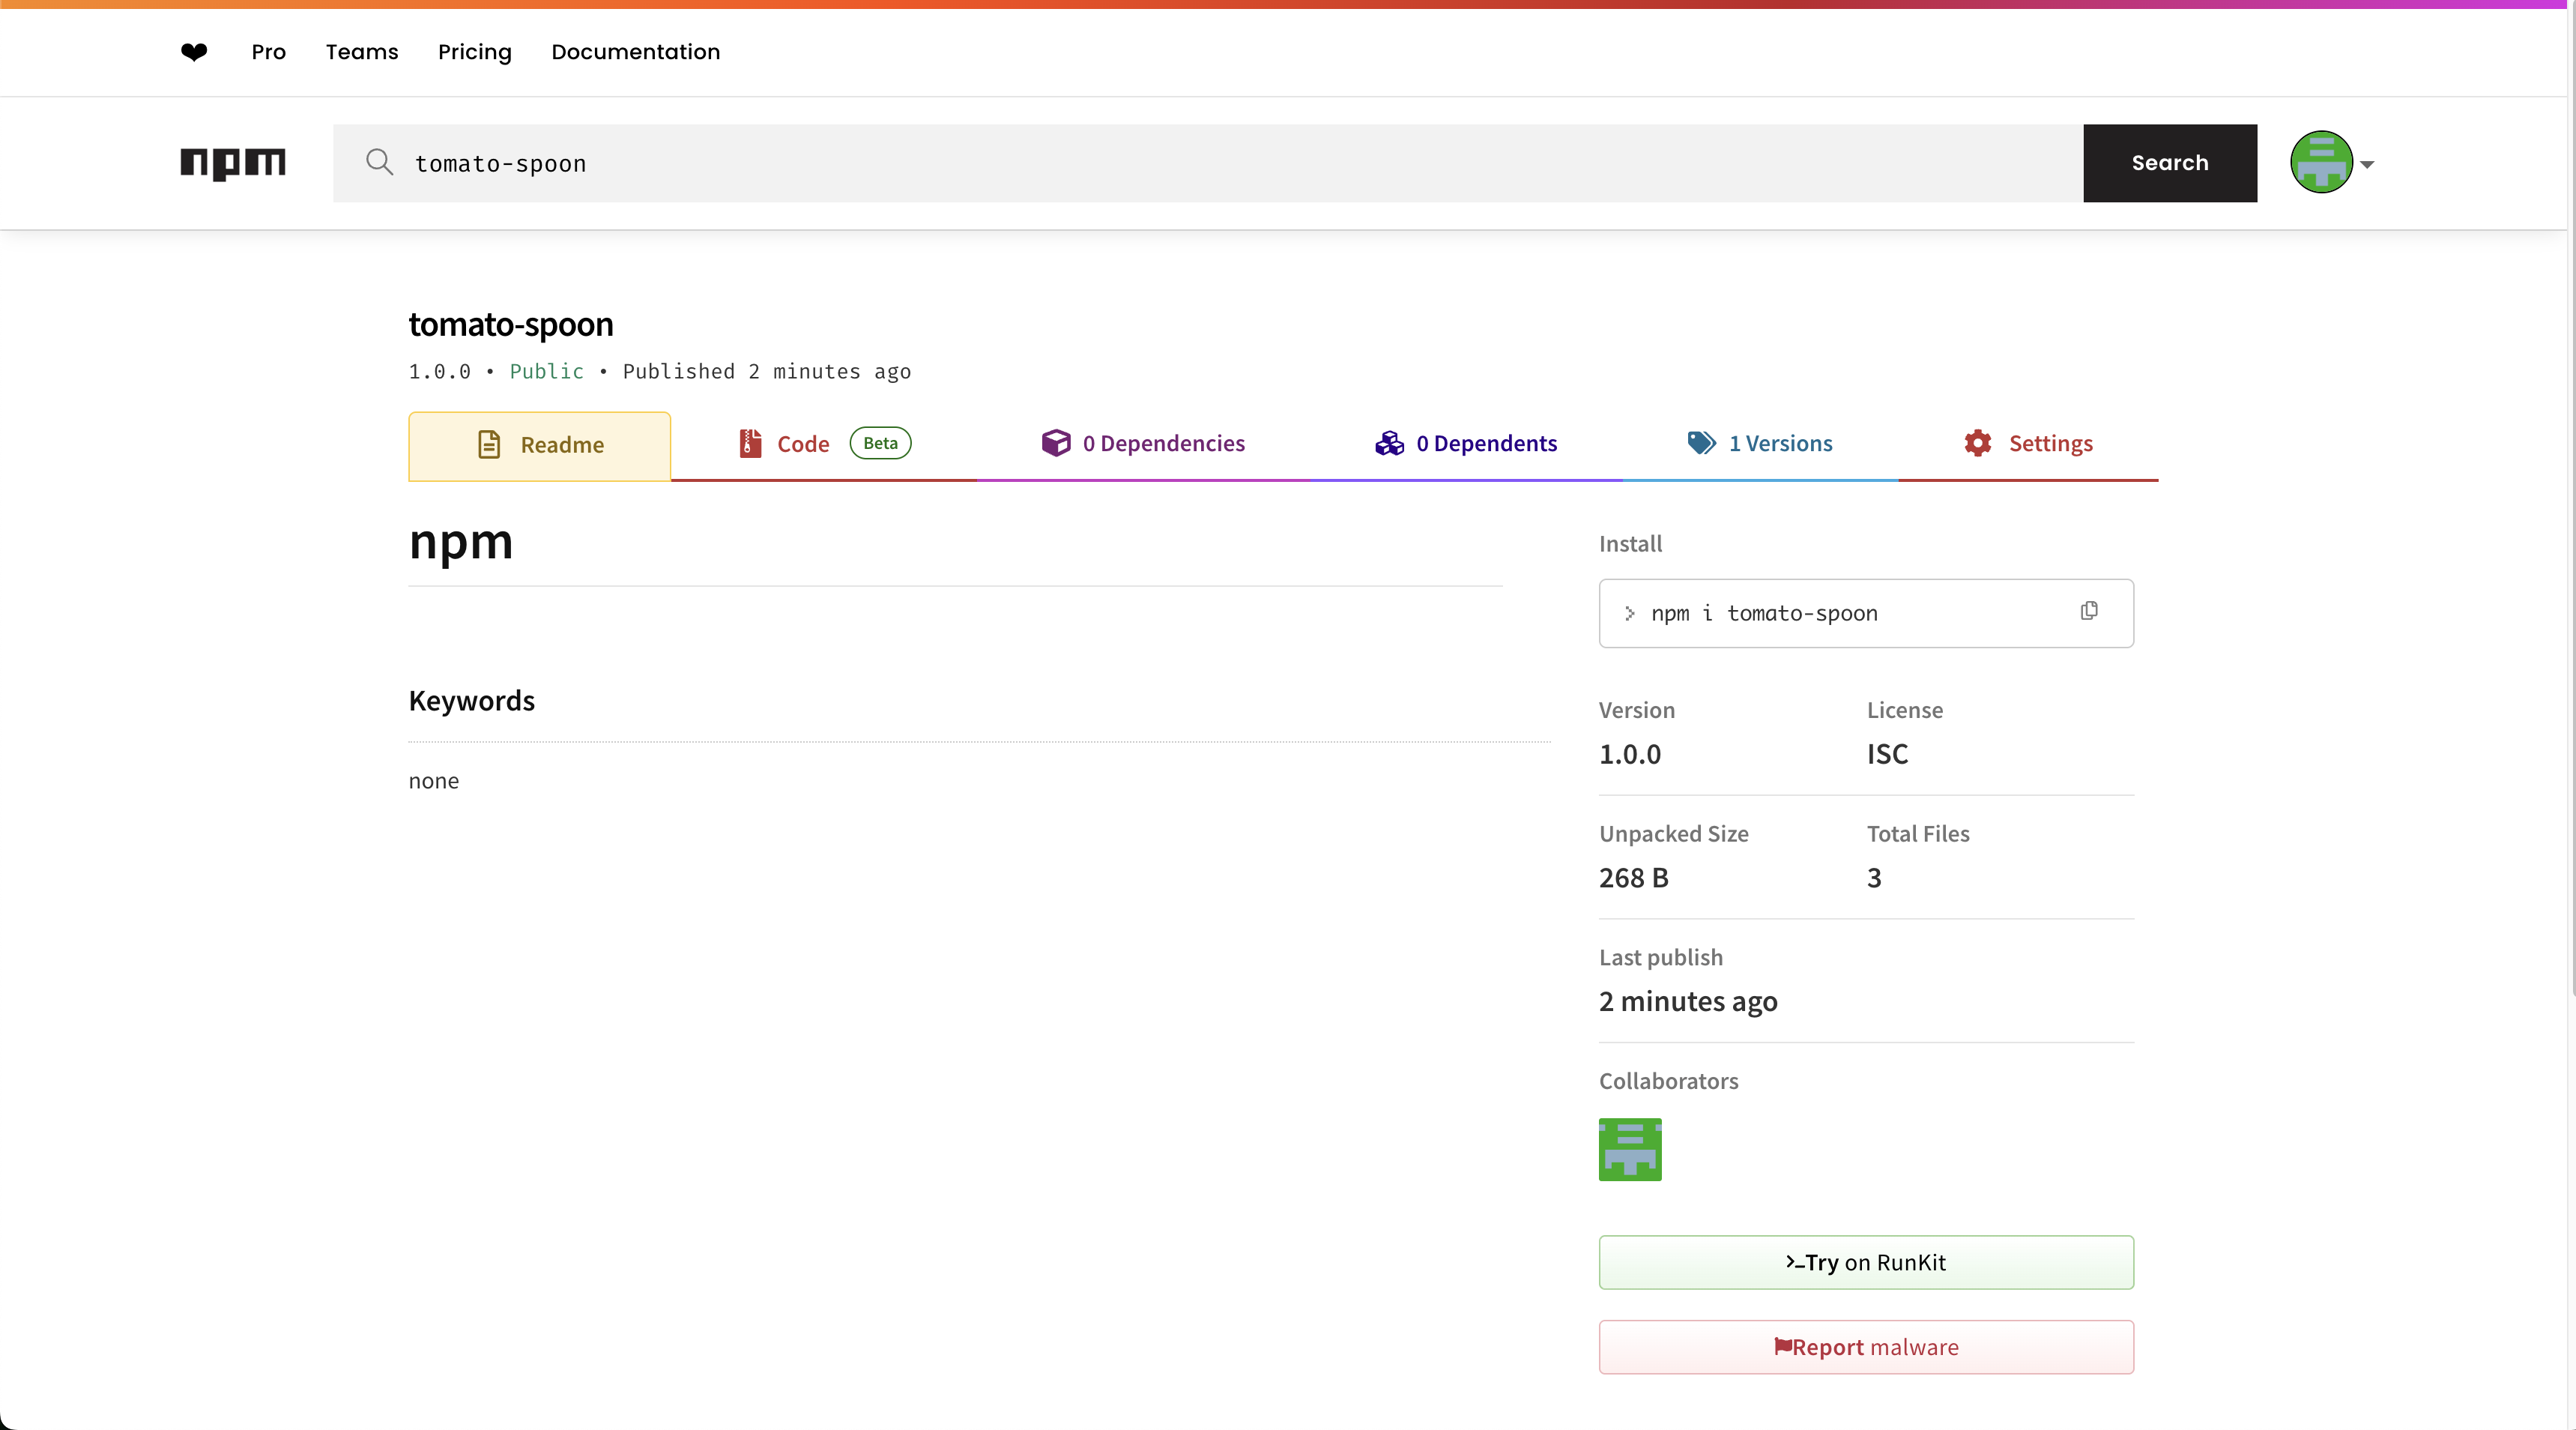 Pro Teams Pricing Documentation
npm tomato-spoon Search
tomato-spoon
1.0.0 • Public • Published 2 minutes ago
Readme Code Beta 0 Dependencies 0 Dependents 1 Versions Settings
npm
Keywords
none
Install
npm i tomato-spoon
Version License
1.0.0 ISC
Unpacked Size Total Files
268 B 3
Last publish
2 minutes ago
Collaborators
>_Try on RunKit
Report malware